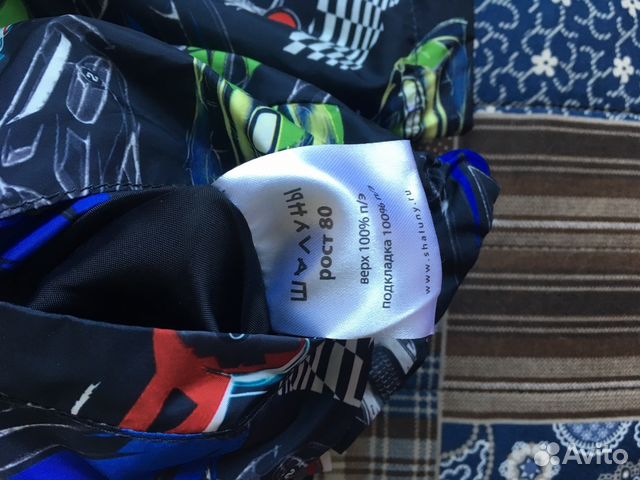 ШАЛУНЫ
рост 80
верх 100% п/э
подкладка 100% п/э
www.shaluny.ru
Avito